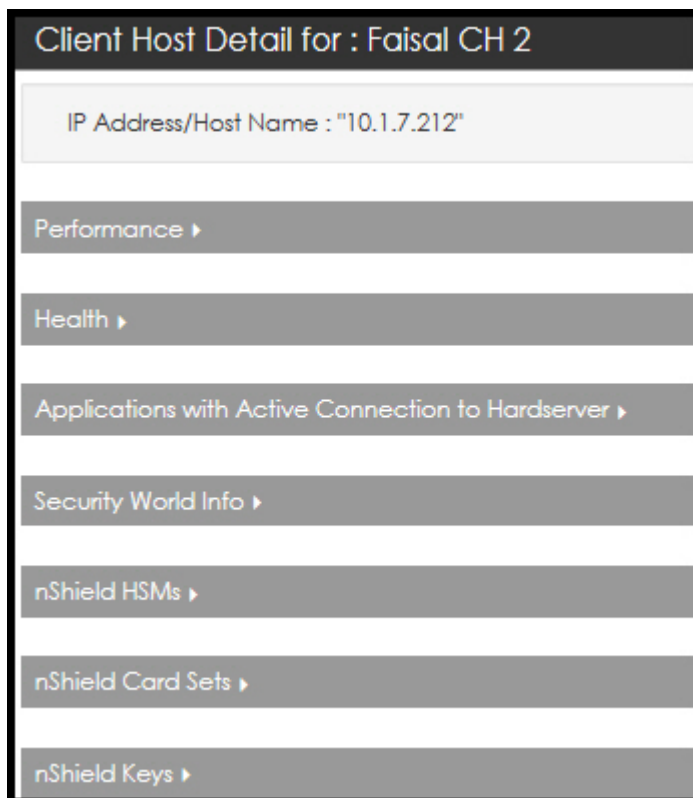 Client Host Detail for : Faisal CH 2
IP Address/Host Name : "10.1.7.212"
Performance
Health
Applications with Active Connection to Hardserver
Security World Info
nShield HSMs
nShield Card Sets
nShield Keys